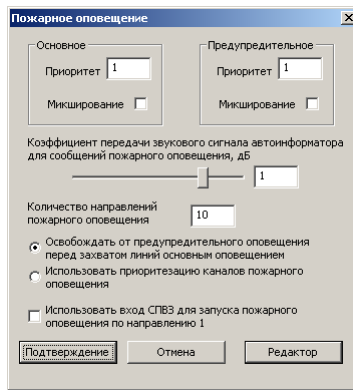 Пожарное оповещение
Основное
Предупредительное
Приоритет 1
Приоритет 1
Микширование
Микширование
Коэффициент передачи звукового сигнала автоинформатора
для сообщений пожарного оповещения, дБ
1
Количество направлений
пожарного оповещения
10
Освобождать от предупредительного оповещения
перед захватом линий основным оповещением
Использовать приоритезацию каналов пожарного
оповещения
Использовать вход СПВЗ для запуска пожарного
оповещения по направлению 1
Подтверждение
Отмена
Редактор